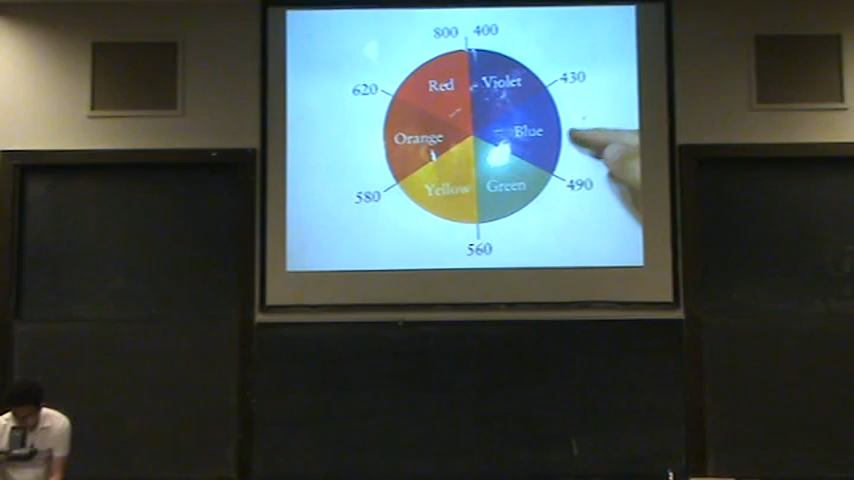 800 400
620 Red Violet 430
Orange Blue
580 Yellow Green 490
560